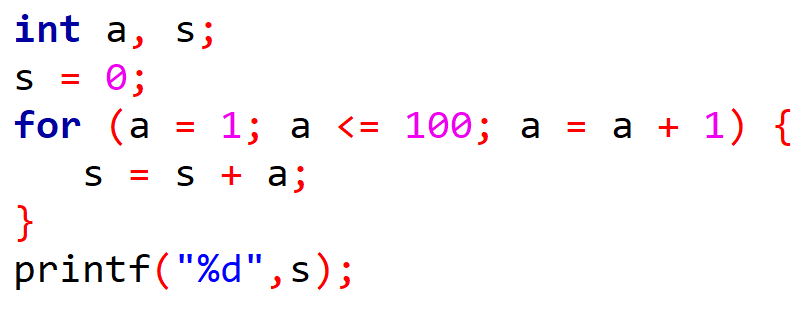 int a, s;
s = 0;
for (a = 1; a <= 100; a = a + 1) {
   s = s + a;
}
printf("%d",s);